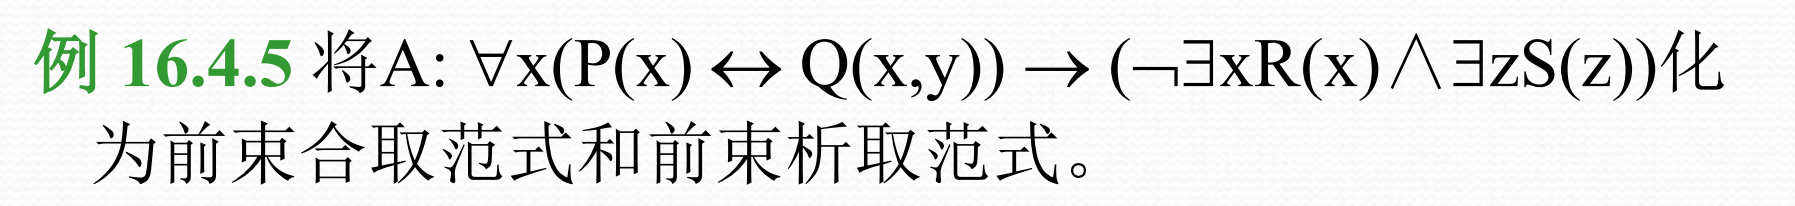 例 16.4.5 将A: ∀x(P(x) ↔ Q(x,y)) → (¬∃xR(x)∧∃zS(z))化
为前束合取范式和前束析取范式。